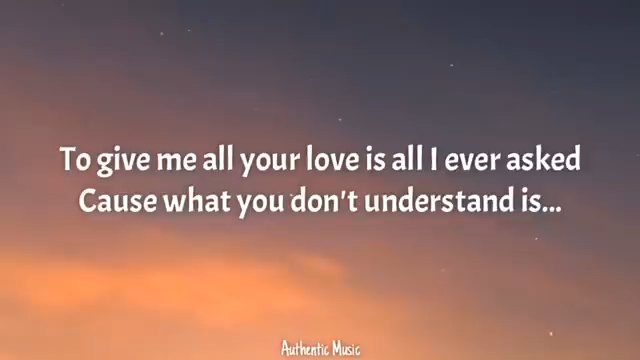 To give me all your love is all I ever asked
Cause what you don't understand is...
Authentic Music